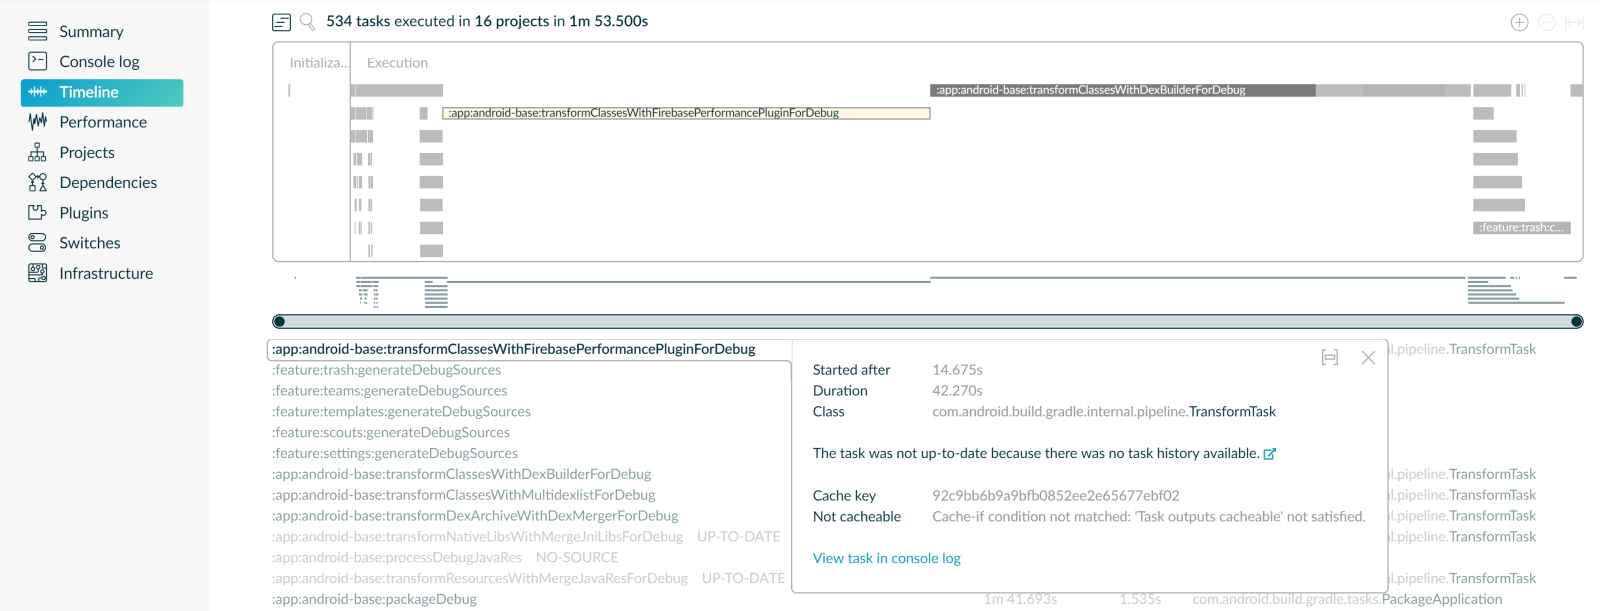 Summary
Console log
Timeline
Performance
Projects
Dependencies
Plugins
Switches
Infrastructure
534 tasks executed in 16 projects in 1m 53.500s
Initializa... Execution
:app:android-base:transformClassesWithDexBuilderForDebug
:app:android-base:transformClassesWithFirebasePerformancePluginForDebug
:feature:trash:c...
:app:android-base:transformClassesWithFirebasePerformancePluginForDebug l.pipeline.TransformTask
:feature:trash:generateDebugSources
:feature:teams:generateDebugSources
:feature:templates:generateDebugSources
:feature:scouts:generateDebugSources
:feature:settings:generateDebugSources
:app:android-base:transformClassesWithDexBuilderForDebug l.pipeline.TransformTask
:app:android-base:transformClassesWithMultidexlistForDebug l.pipeline.TransformTask
:app:android-base:transformDexArchiveWithDexMergerForDebug l.pipeline.TransformTask
:app:android-base:transformNativeLibsWithMergeJniLibsForDebug UP-TO-DATE l.pipeline.TransformTask
:app:android-base:processDebugJavaRes NO-SOURCE
:app:android-base:transformResourcesWithMergeJavaResForDebug UP-TO-DATE l.pipeline.TransformTask
:app:android-base:packageDebug 1m 41.693s 1.535s com.android.build.gradle.tasks.PackageApplication
Started after 14.675s
Duration 42.270s
Class com.android.build.gradle.internal.pipeline.TransformTask
The task was not up-to-date because there was no task history available.
Cache key 92c9bb6b9a9bfb0852ee2e65677ebf02
Not cacheable Cache-if condition not matched: 'Task outputs cacheable' not satisfied.
View task in console log